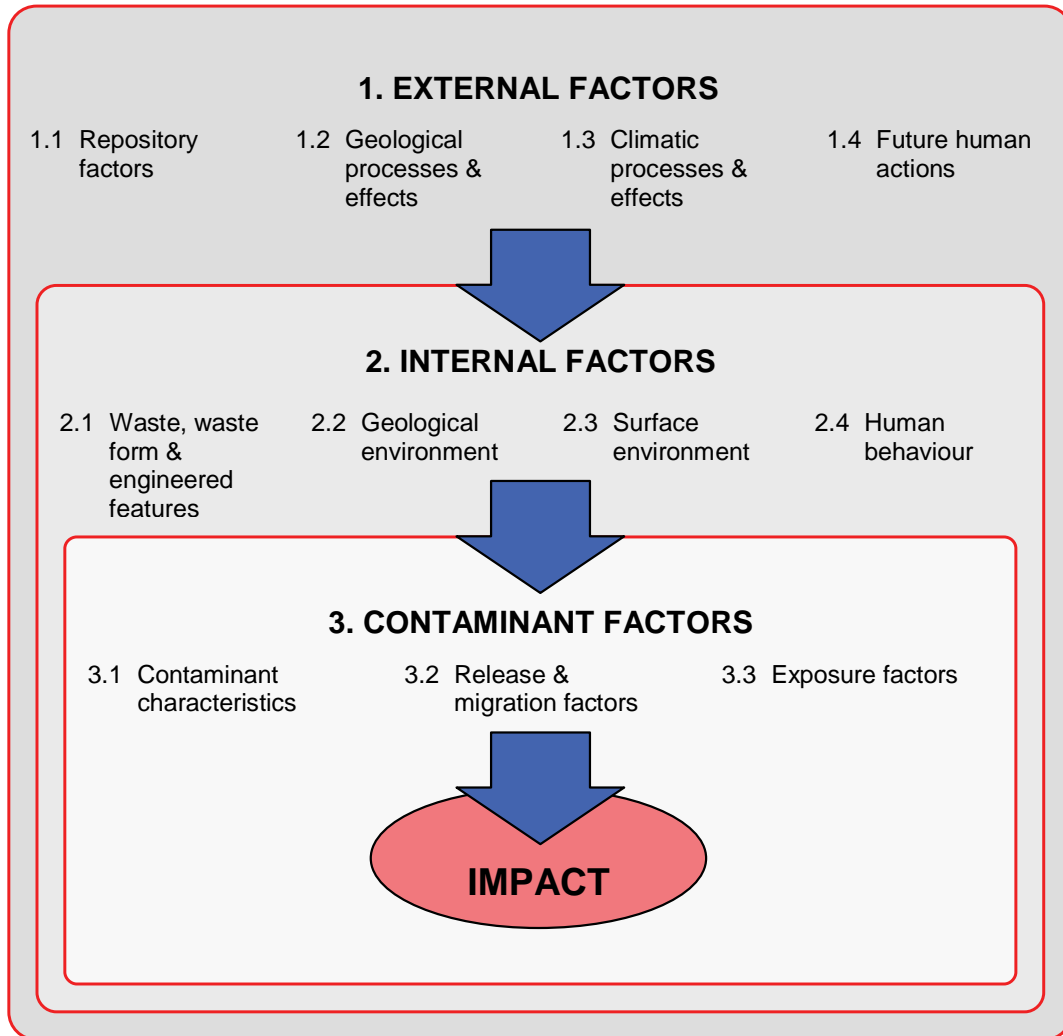 1. EXTERNAL FACTORS
1.1 Repository
factors
1.2 Geological
processes &
effects
1.3 Climatic
processes &
effects
1.4 Future human
actions
2. INTERNAL FACTORS
2.1 Waste, waste
form &
engineered
features
2.2 Geological
environment
2.3 Surface
environment
2.4 Human
behaviour
3. CONTAMINANT FACTORS
3.1 Contaminant
characteristics
3.2 Release &
migration factors
3.3 Exposure factors
IMPACT